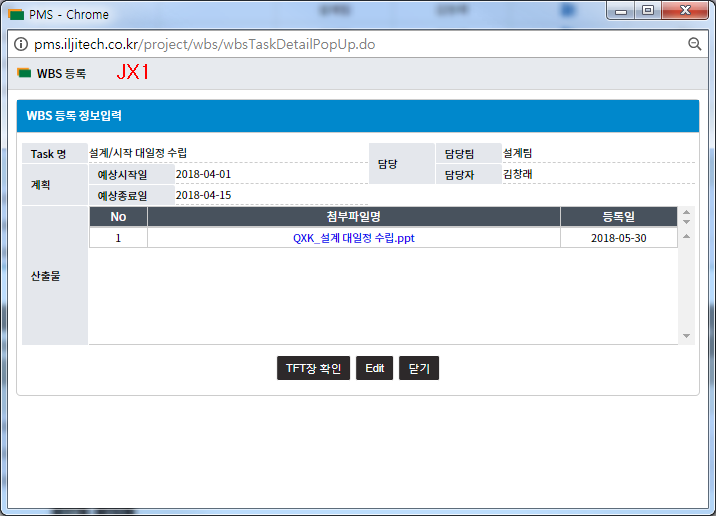 PMS - Chrome
pms.iljitech.co.kr/project/wbs/wbsTaskDetailPopUp.do
WBS 등록 JX1
WBS 등록 정보입력
Task 명 설계/시작 대일정 수립 담당 담당팀 설계팀
계획 예상시작일 2018-04-01 담당자 김창래
예상종료일 2018-04-15
산출물 No 첨부파일명 등록일
1 QXK_설계 대일정 수립.ppt 2018-05-30
TFT장 확인 Edit 닫기